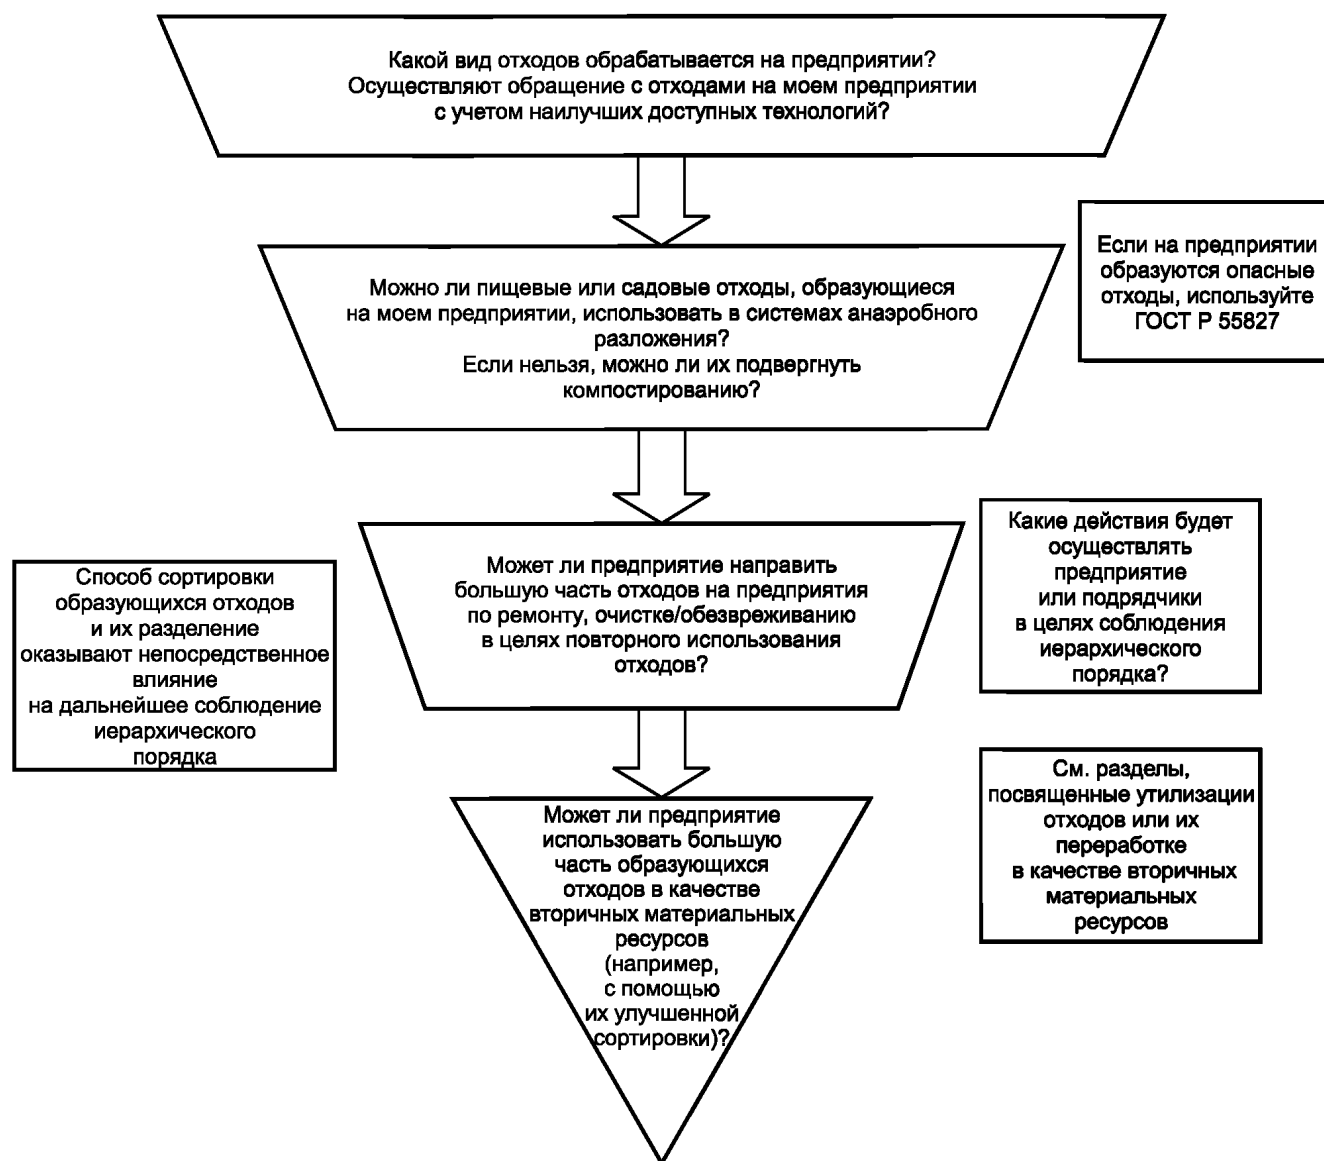 Какой вид отходов обрабатывается на предприятии?
Осуществляют обращение с отходами на моем предприятии
с учетом наилучших доступных технологий?
Если на предприятии
образуются опасные
отходы, используйте
ГОСТ Р 55827
Можно ли пищевые или садовые отходы, образующиеся
на моем предприятии, использовать в системах анаэробного
разложения?
Если нельзя, можно ли их подвергнуть
компостированию?
Способ сортировки
образующихся отходов
и их разделение
оказывают непосредственное
влияние
на дальнейшее соблюдение
иерархического
порядка
Может ли предприятие направить
большую часть отходов на предприятия
по ремонту, очистке/обезвреживанию
в целях повторного использования
отходов?
Какие действия будет
осуществлять
предприятие
или подрядчики
в целях соблюдения
иерархического
порядка?
Может ли предприятие
использовать большую
часть образующихся
отходов в качестве
вторичных материальных
ресурсов
(например,
с помощью
их улучшенной
сортировки)?
См. разделы,
посвященные утилизации
отходов или их
переработке
в качестве вторичных
материальных
ресурсов